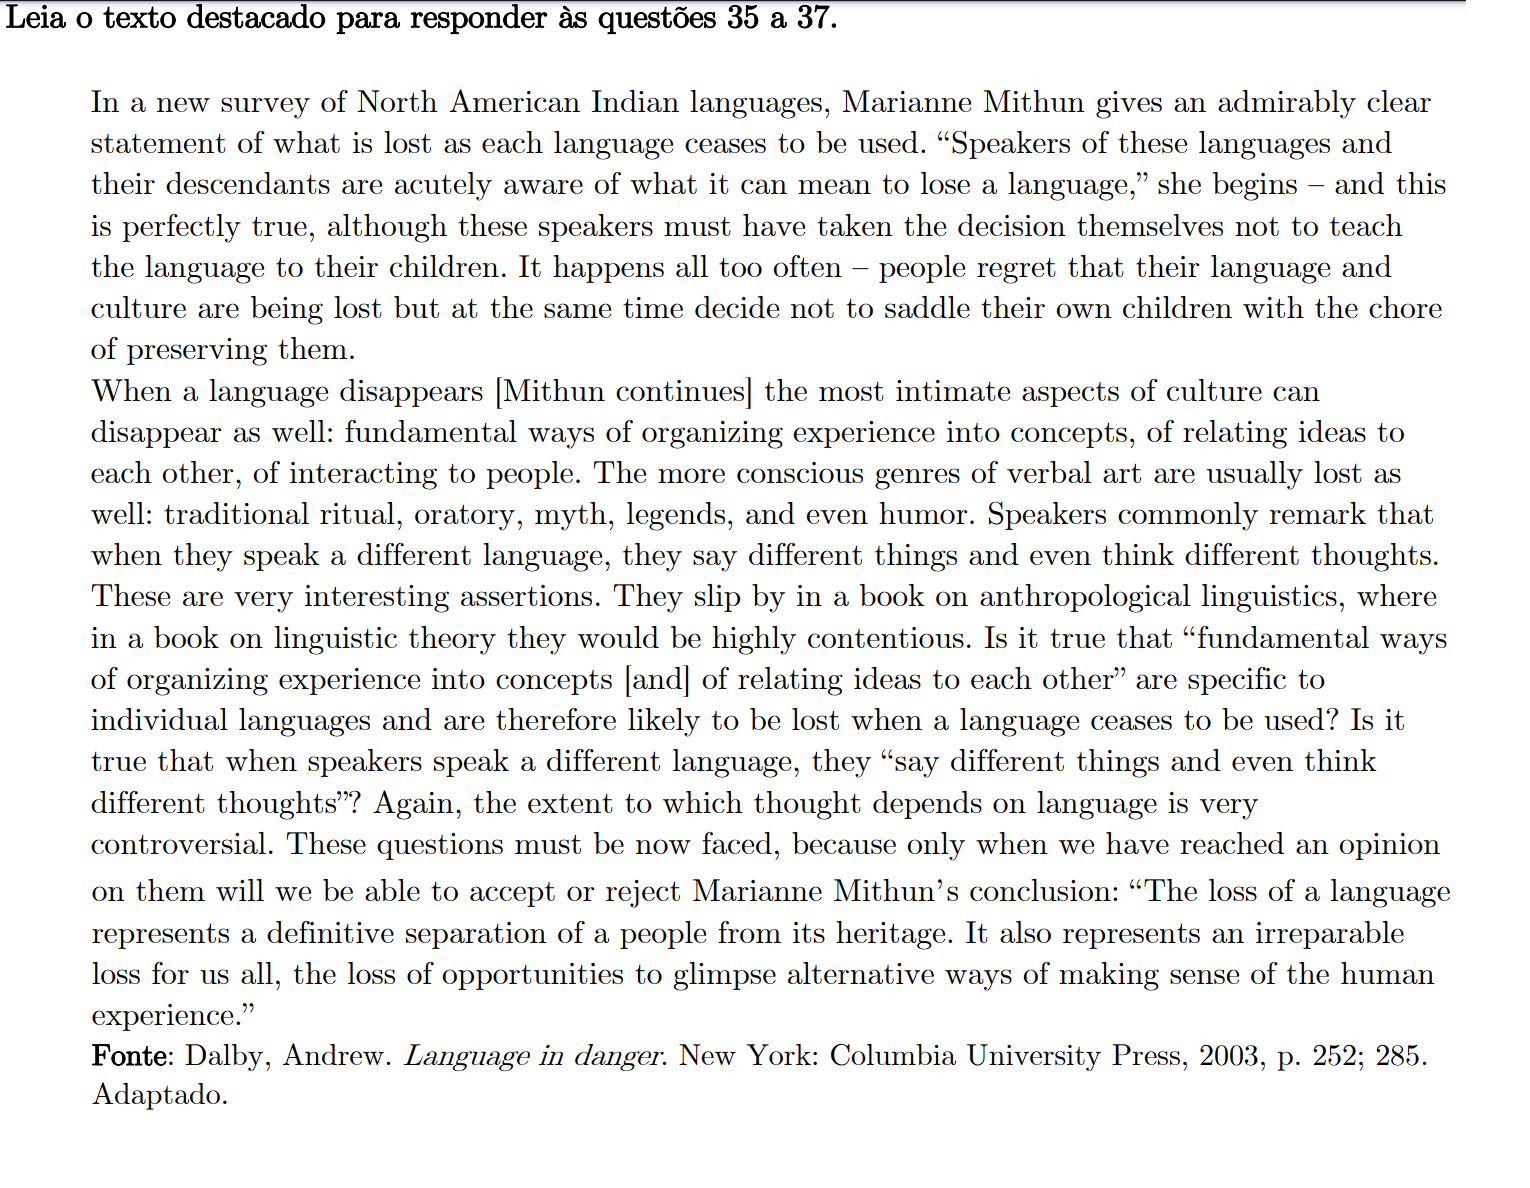 Leia o texto destacado para responder às questões 35 a 37.
In a new survey of North American Indian languages, Marianne Mithun gives an admirably clear
statement of what is lost as each language ceases to be used. “Speakers of these languages and
their descendants are acutely aware of what it can mean to lose a language,” she begins – and this
is perfectly true, although these speakers must have taken the decision themselves not to teach
the language to their children. It happens all too often – people regret that their language and
culture are being lost but at the same time decide not to saddle their own children with the chore
of preserving them.
When a language disappears [Mithun continues] the most intimate aspects of culture can
disappear as well: fundamental ways of organizing experience into concepts, of relating ideas to
each other, of interacting to people. The more conscious genres of verbal art are usually lost as
well: traditional ritual, oratory, myth, legends, and even humor. Speakers commonly remark that
when they speak a different language, they say different things and even think different thoughts.
These are very interesting assertions. They slip by in a book on anthropological linguistics, where
in a book on linguistic theory they would be highly contentious. Is it true that “fundamental ways
of organizing experience into concepts [and] of relating ideas to each other” are specific to
individual languages and are therefore likely to be lost when a language ceases to be used? Is it
true that when speakers speak a different language, they “say different things and even think
different thoughts”? Again, the extent to which thought depends on language is very
controversial. These questions must be now faced, because only when we have reached an opinion
on them will we be able to accept or reject Marianne Mithun’s conclusion: “The loss of a language
represents a definitive separation of a people from its heritage. It also represents an irreparable
loss for us all, the loss of opportunities to glimpse alternative ways of making sense of the human
experience.”
Fonte: Dalby, Andrew. Language in danger. New York: Columbia University Press, 2003, p. 252; 285.
Adaptado.